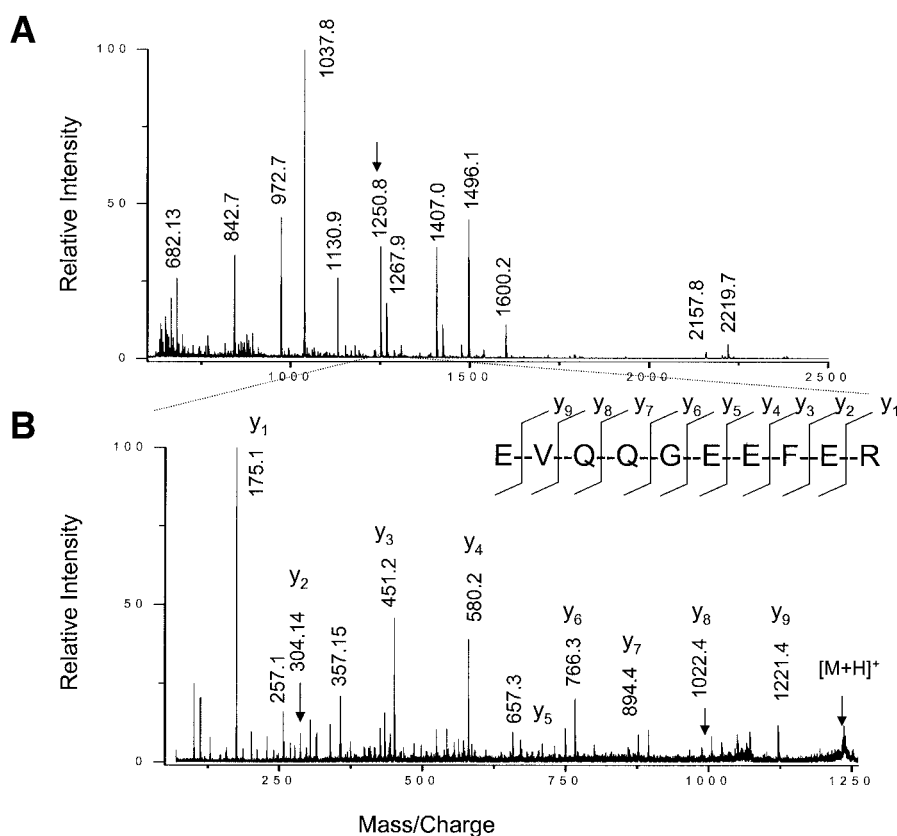 A
Relative Intensity
100
50
0
682.13
842.7
972.7
1037.8
1130.9
1250.8
1267.9
1407.0
1496.1
1600.2
2157.8
2219.7
1000
1500
2000
2500
B
y9 y8 y7 y6 y5 y4 y3 y2 y1
E-V-Q-Q-G-E-E-F-E-R
Relative Intensity
100
50
0
y1
175.1
257.1
y2
304.14
357.15
y3
451.2
y4
580.2
657.3
y5
y6
766.3
y7
894.4
y8
1022.4
y9
1221.4
[M+H]+
250
500
750
1000
1250
Mass/Charge